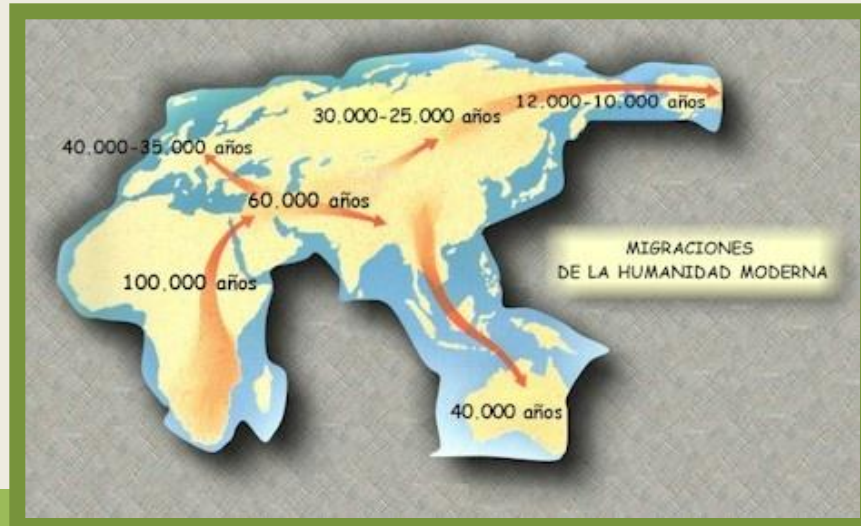 30.000-25.000 años
12.000-10.000 años
40.000-35.000 años
60.000 años
MIGRACIONES
DE LA HUMANIDAD MODERNA
100.000 años
40.000 años